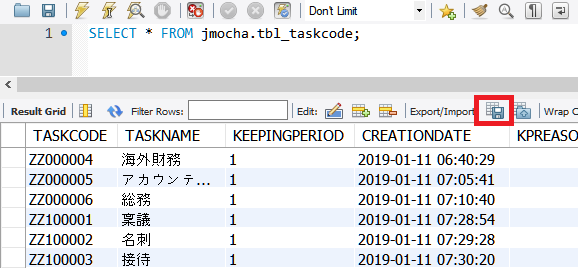 Don't Limit
1 SELECT * FROM jmocha.tbl_taskcode;
Result Grid Filter Rows: Edit: Export/Import: Wrap C
TASKCODE TASKNAME KEEPINGPERIOD CREATIONDATE KPREASO
ZZ000004 海外財務 1 2019-01-11 06:40:29
ZZ000005 アカウンテ... 1 2019-01-11 07:05:41
ZZ000006 総務 1 2019-01-11 07:10:40
ZZ100001 稟議 1 2019-01-11 07:28:54
ZZ100002 名刺 1 2019-01-11 07:29:28
ZZ100003 接待 1 2019-01-11 07:30:20